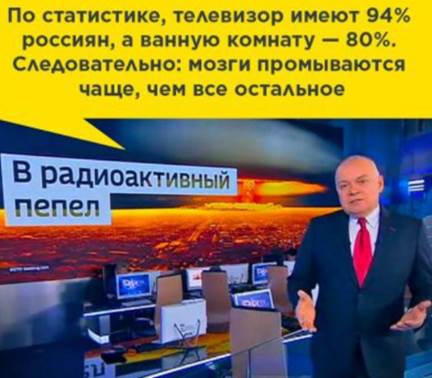 По статистике, телевизор имеют 94%
россиян, а ванную комнату — 80%.
Следовательно: мозги промываются
чаще, чем все остальное
В радиоактивный
пепел